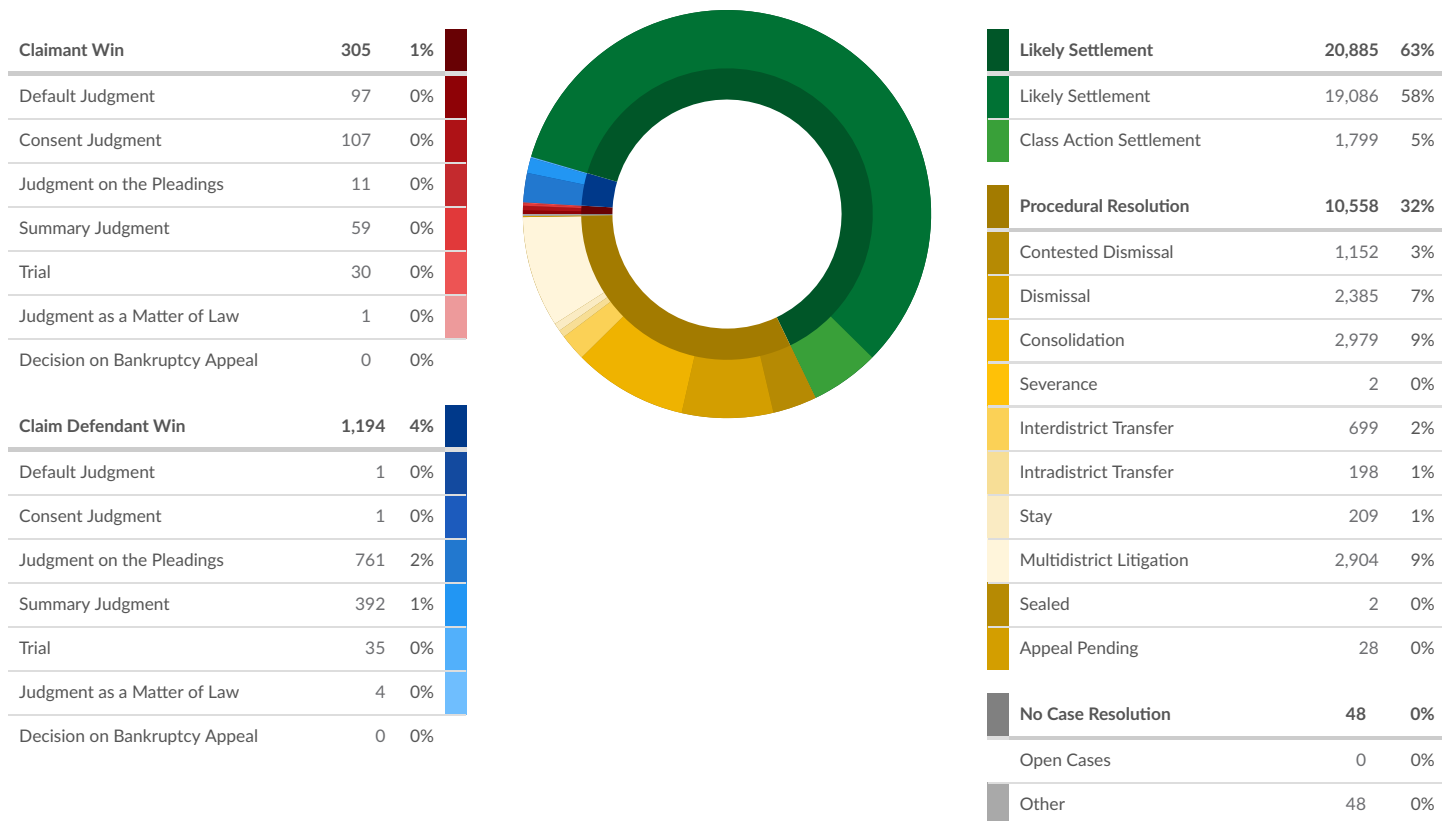 Claimant Win 305 1%
Default Judgment 97 0%
Consent Judgment 107 0%
Judgment on the Pleadings 11 0%
Summary Judgment 59 0%
Trial 30 0%
Judgment as a Matter of Law 1 0%
Decision on Bankruptcy Appeal 0 0%
Claim Defendant Win 1,194 4%
Default Judgment 1 0%
Consent Judgment 1 0%
Judgment on the Pleadings 761 2%
Summary Judgment 392 1%
Trial 35 0%
Judgment as a Matter of Law 4 0%
Decision on Bankruptcy Appeal 0 0%
Likely Settlement 20,885 63%
Likely Settlement 19,086 58%
Class Action Settlement 1,799 5%
Procedural Resolution 10,558 32%
Contested Dismissal 1,152 3%
Dismissal 2,385 7%
Consolidation 2,979 9%
Severance 2 0%
Interdistrict Transfer 699 2%
Intradistrict Transfer 198 1%
Stay 209 1%
Multidistrict Litigation 2,904 9%
Sealed 2 0%
Appeal Pending 28 0%
No Case Resolution 48 0%
Open Cases 0 0%
Other 48 0%